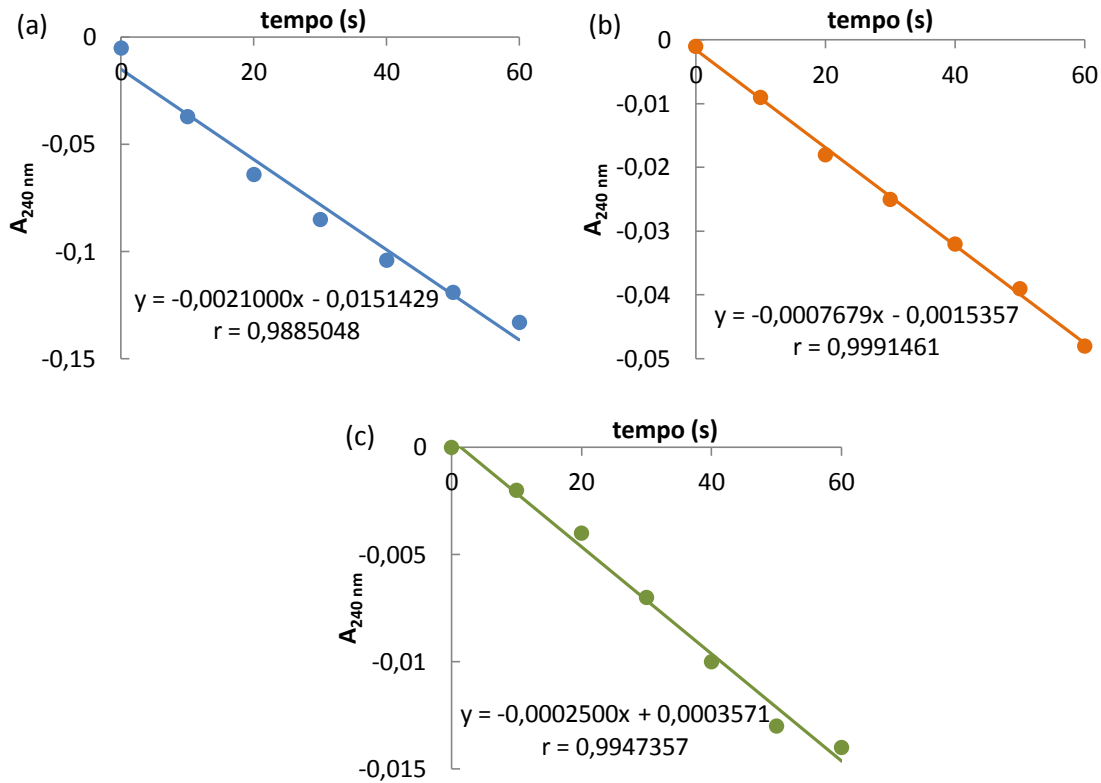 (a)
tempo (s)
0
0 20 40 60
-0,05
-0,1
-0,15
A240 nm
y = -0,0021000x - 0,0151429
r = 0,9885048
(b)
tempo (s)
0
0 20 40 60
-0,01
-0,02
-0,03
-0,04
-0,05
A240 nm
y = -0,0007679x - 0,0015357
r = 0,9991461
(c)
tempo (s)
0
0 20 40 60
-0,005
-0,01
-0,015
A240 nm
y = -0,0002500x + 0,0003571
r = 0,9947357